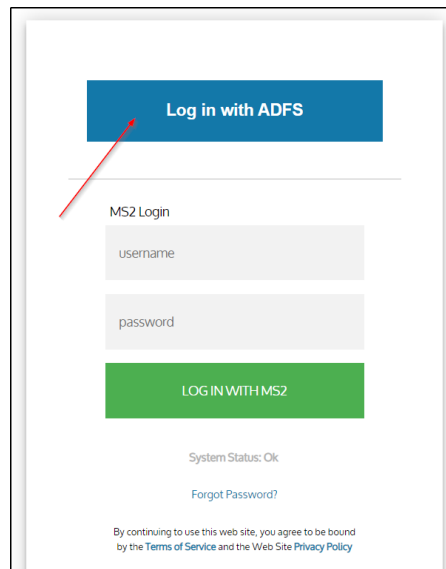 Log in with ADFS
MS2 Login
username
password
LOG IN WITH MS2
System Status: Ok
Forgot Password?
By continuing to use this web site, you agree to be bound
by the Terms of Service and the Web Site Privacy Policy